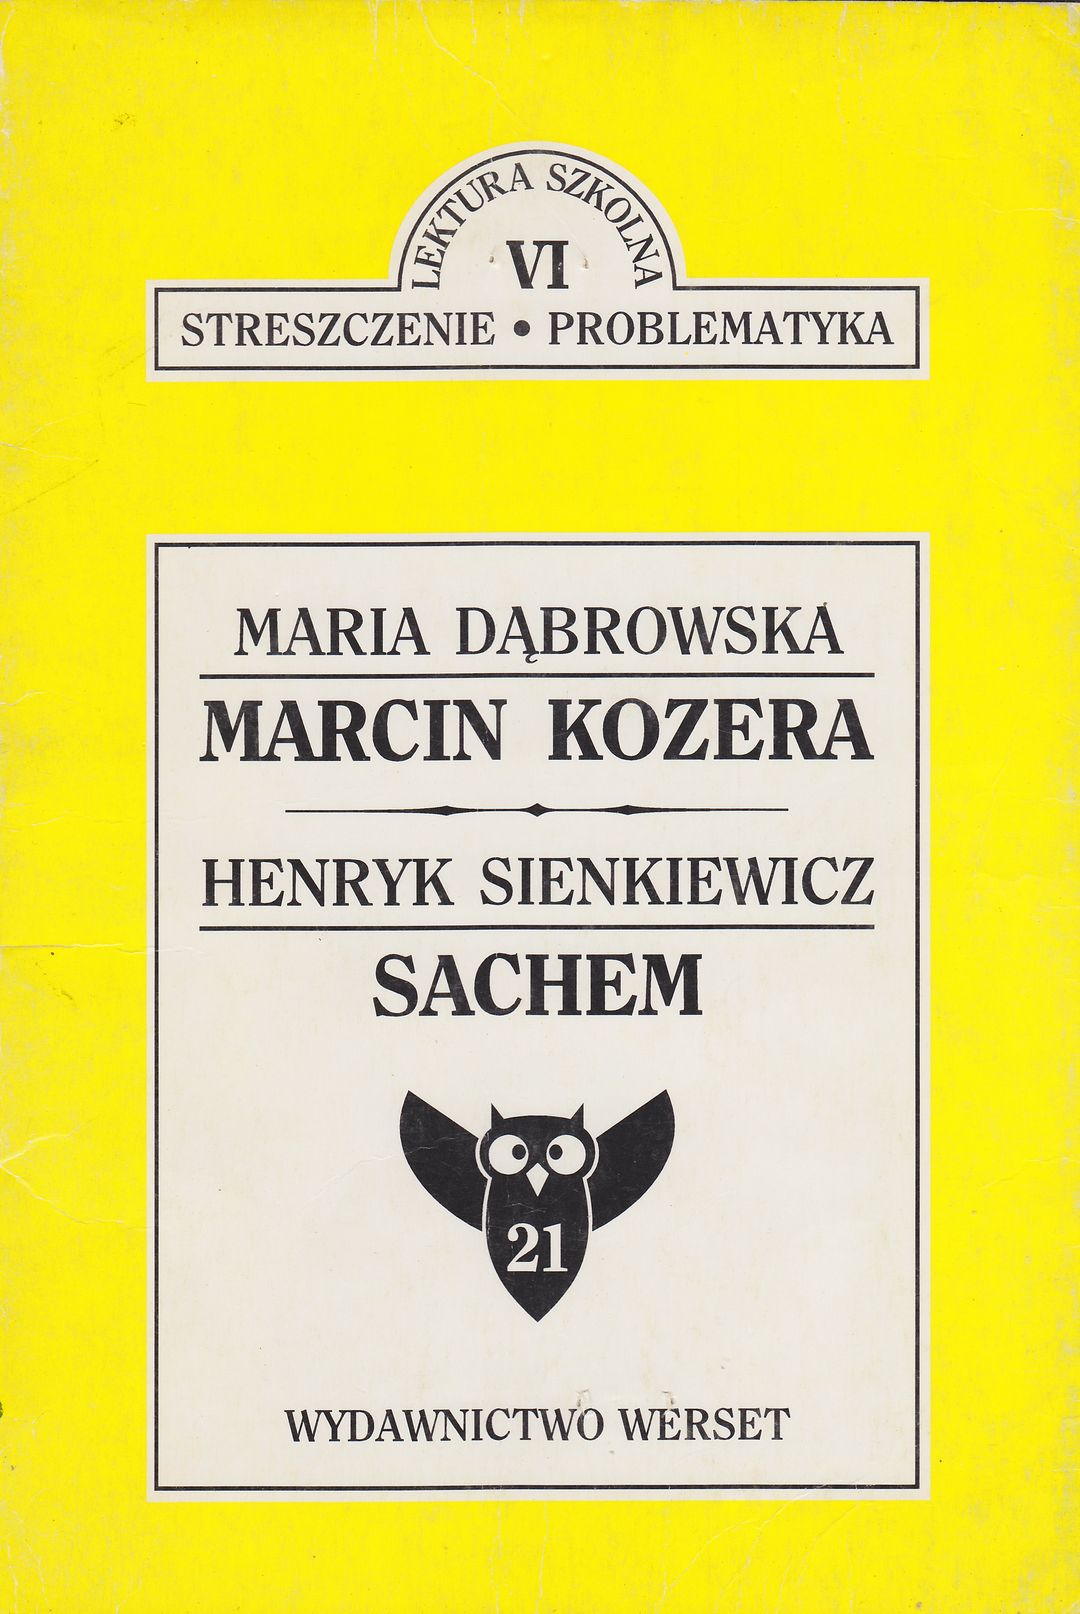 LEKTURA SZKOLNA
VI
STRESZCZENIE • PROBLEMATYKA
MARIA DĄBROWSKA
MARCIN KOZERA
HENRYK SIENKIEWICZ
SACHEM
21
WYDAWNICTWO WERSET